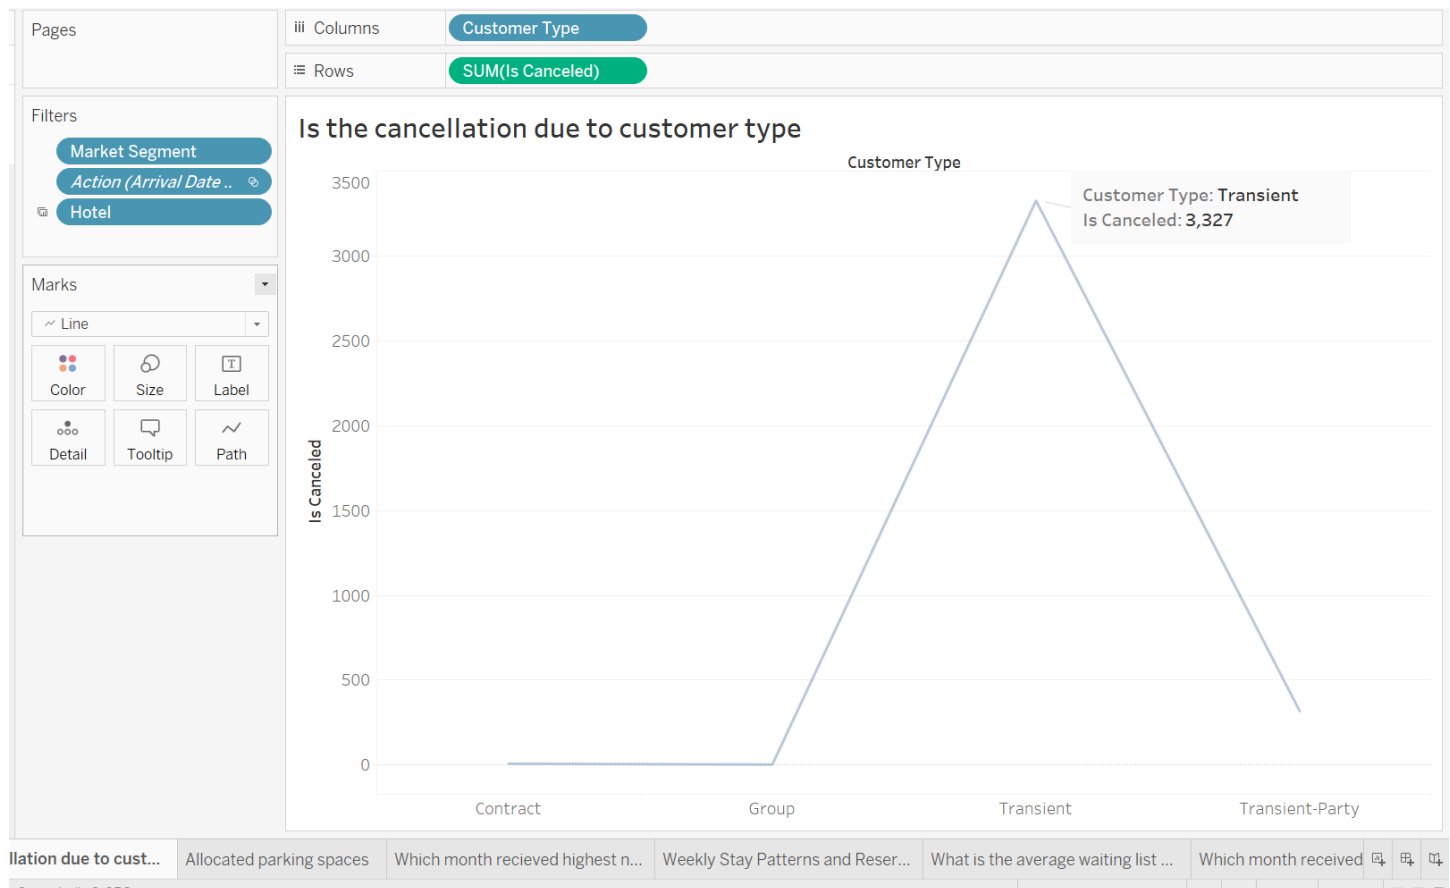 Pages
Columns
Customer Type
Rows
SUM(Is Canceled)
Filters
Market Segment
Action (Arrival Date ..
Hotel
Marks
Line
Color
Size
Label
Detail
Tooltip
Path
Is the cancellation due to customer type
Customer Type
3500
3000
2500
2000
1500
1000
500
0
Is Canceled
Customer Type: Transient
Is Canceled: 3,327
Contract
Group
Transient
Transient-Party
llation due to cust...
Allocated parking spaces
Which month recieved highest n...
Weekly Stay Patterns and Reser...
What is the average waiting list ...
Which month received